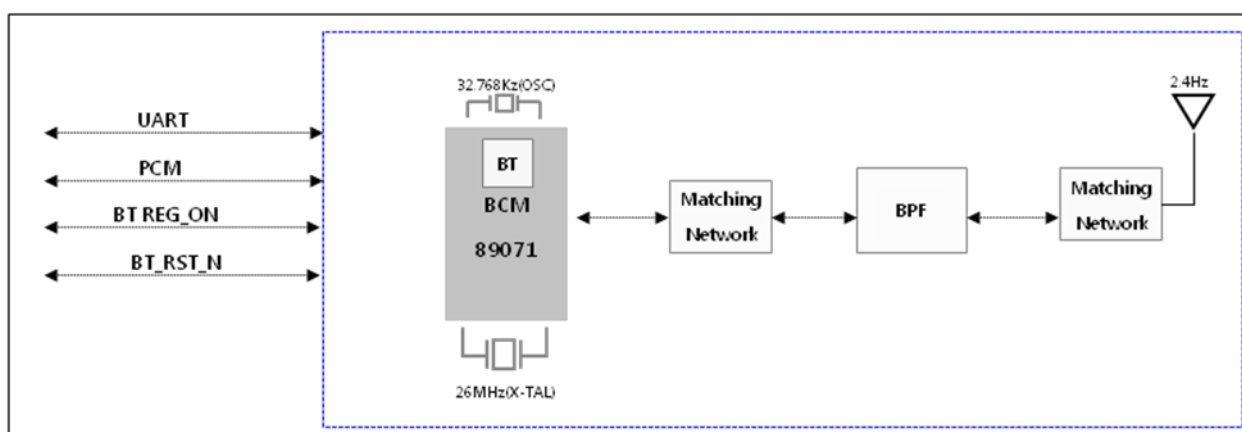 32.768Kz(OSC)
2.4Hz
UART
BT
PCM
Matching
Network
BPF
Matching
Network
BCM
BT REG_ON
89071
BT_RST_N
26MHz(X-TAL)